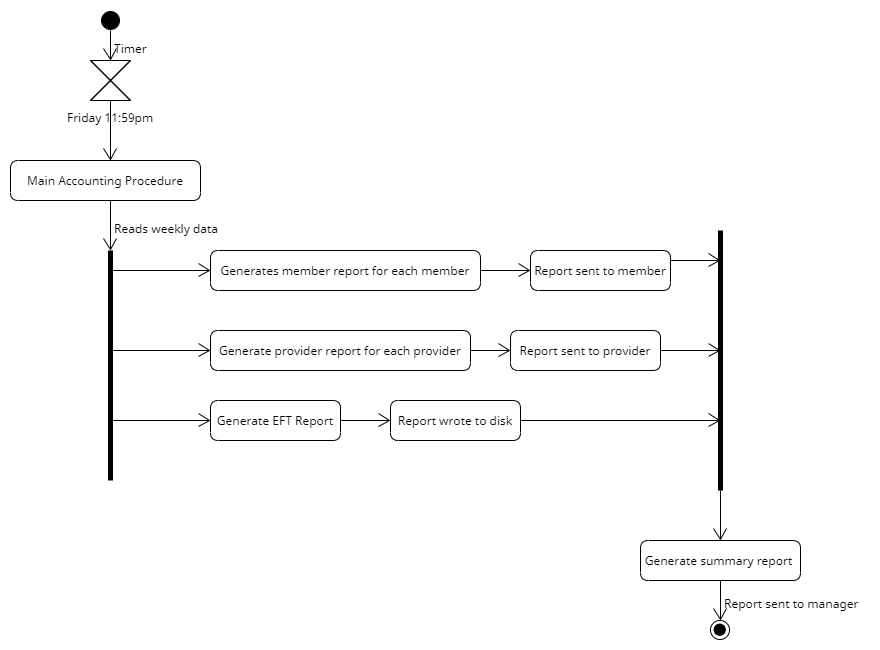 Timer
Friday 11:59pm
Main Accounting Procedure
Reads weekly data
Generates member report for each member
Report sent to member
Generate provider report for each provider
Report sent to provider
Generate EFT Report
Report wrote to disk
Generate summary report
Report sent to manager